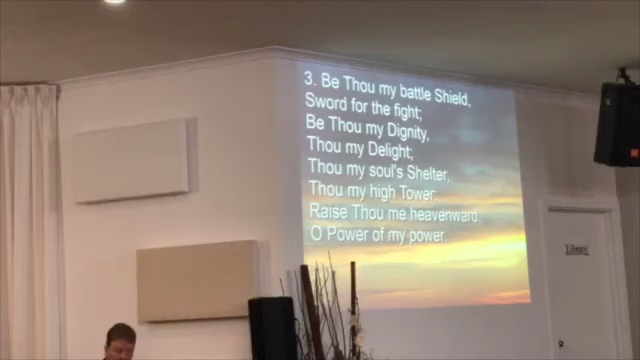 3. Be Thou my battle Shield,
Sword for the fight;
Be Thou my Dignity,
Thou my Delight;
Thou my soul's Shelter,
Thou my high Tower:
Raise Thou me heavenward,
O Power of my power.
Library